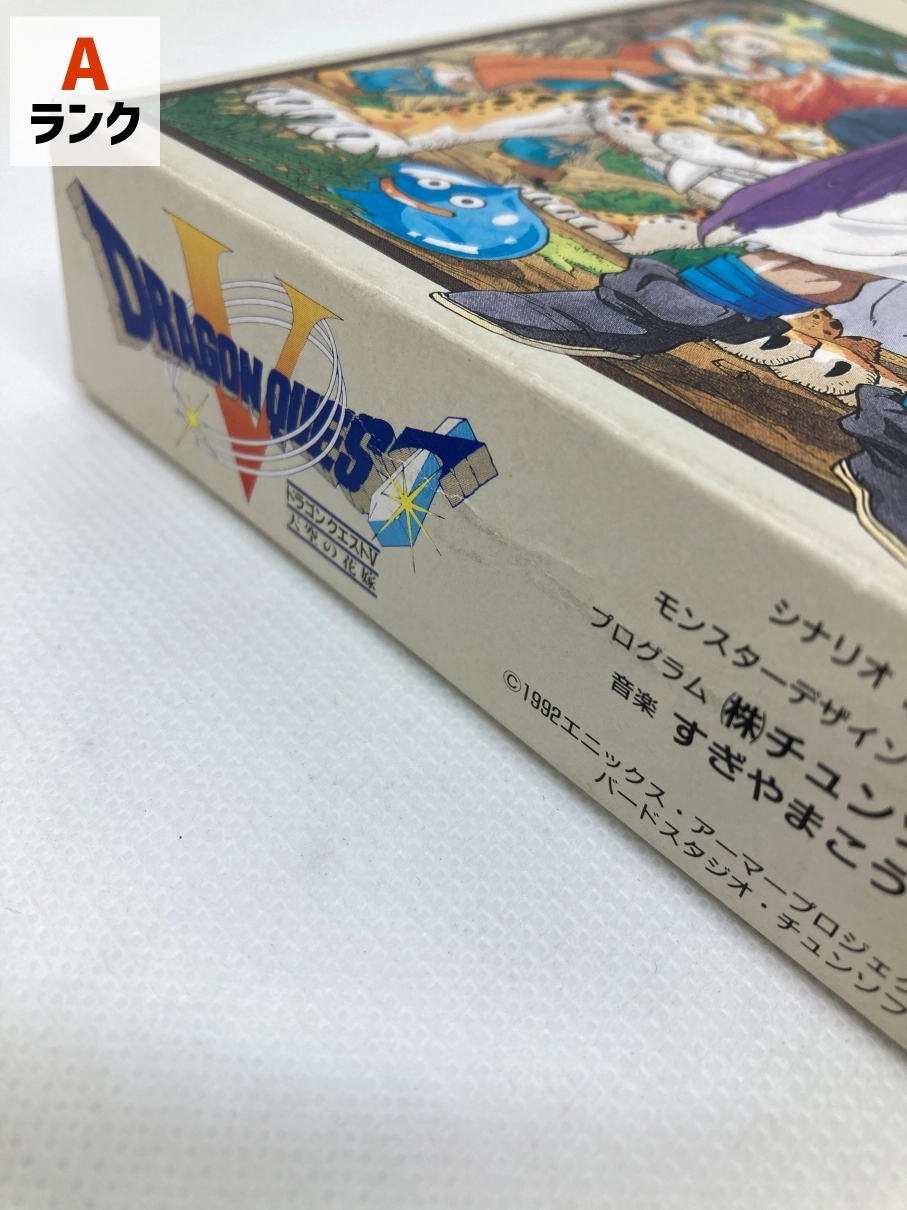 A
ランク
DRAGON QUEST
V
ドラゴンクエストV
天空の花嫁
シナリオ
モンスターデザイン
プログラム ㈱チュン
音楽 すぎやまこう
©1992エニックス・アーマープロジェク
バードスタジオ・チュンソフ